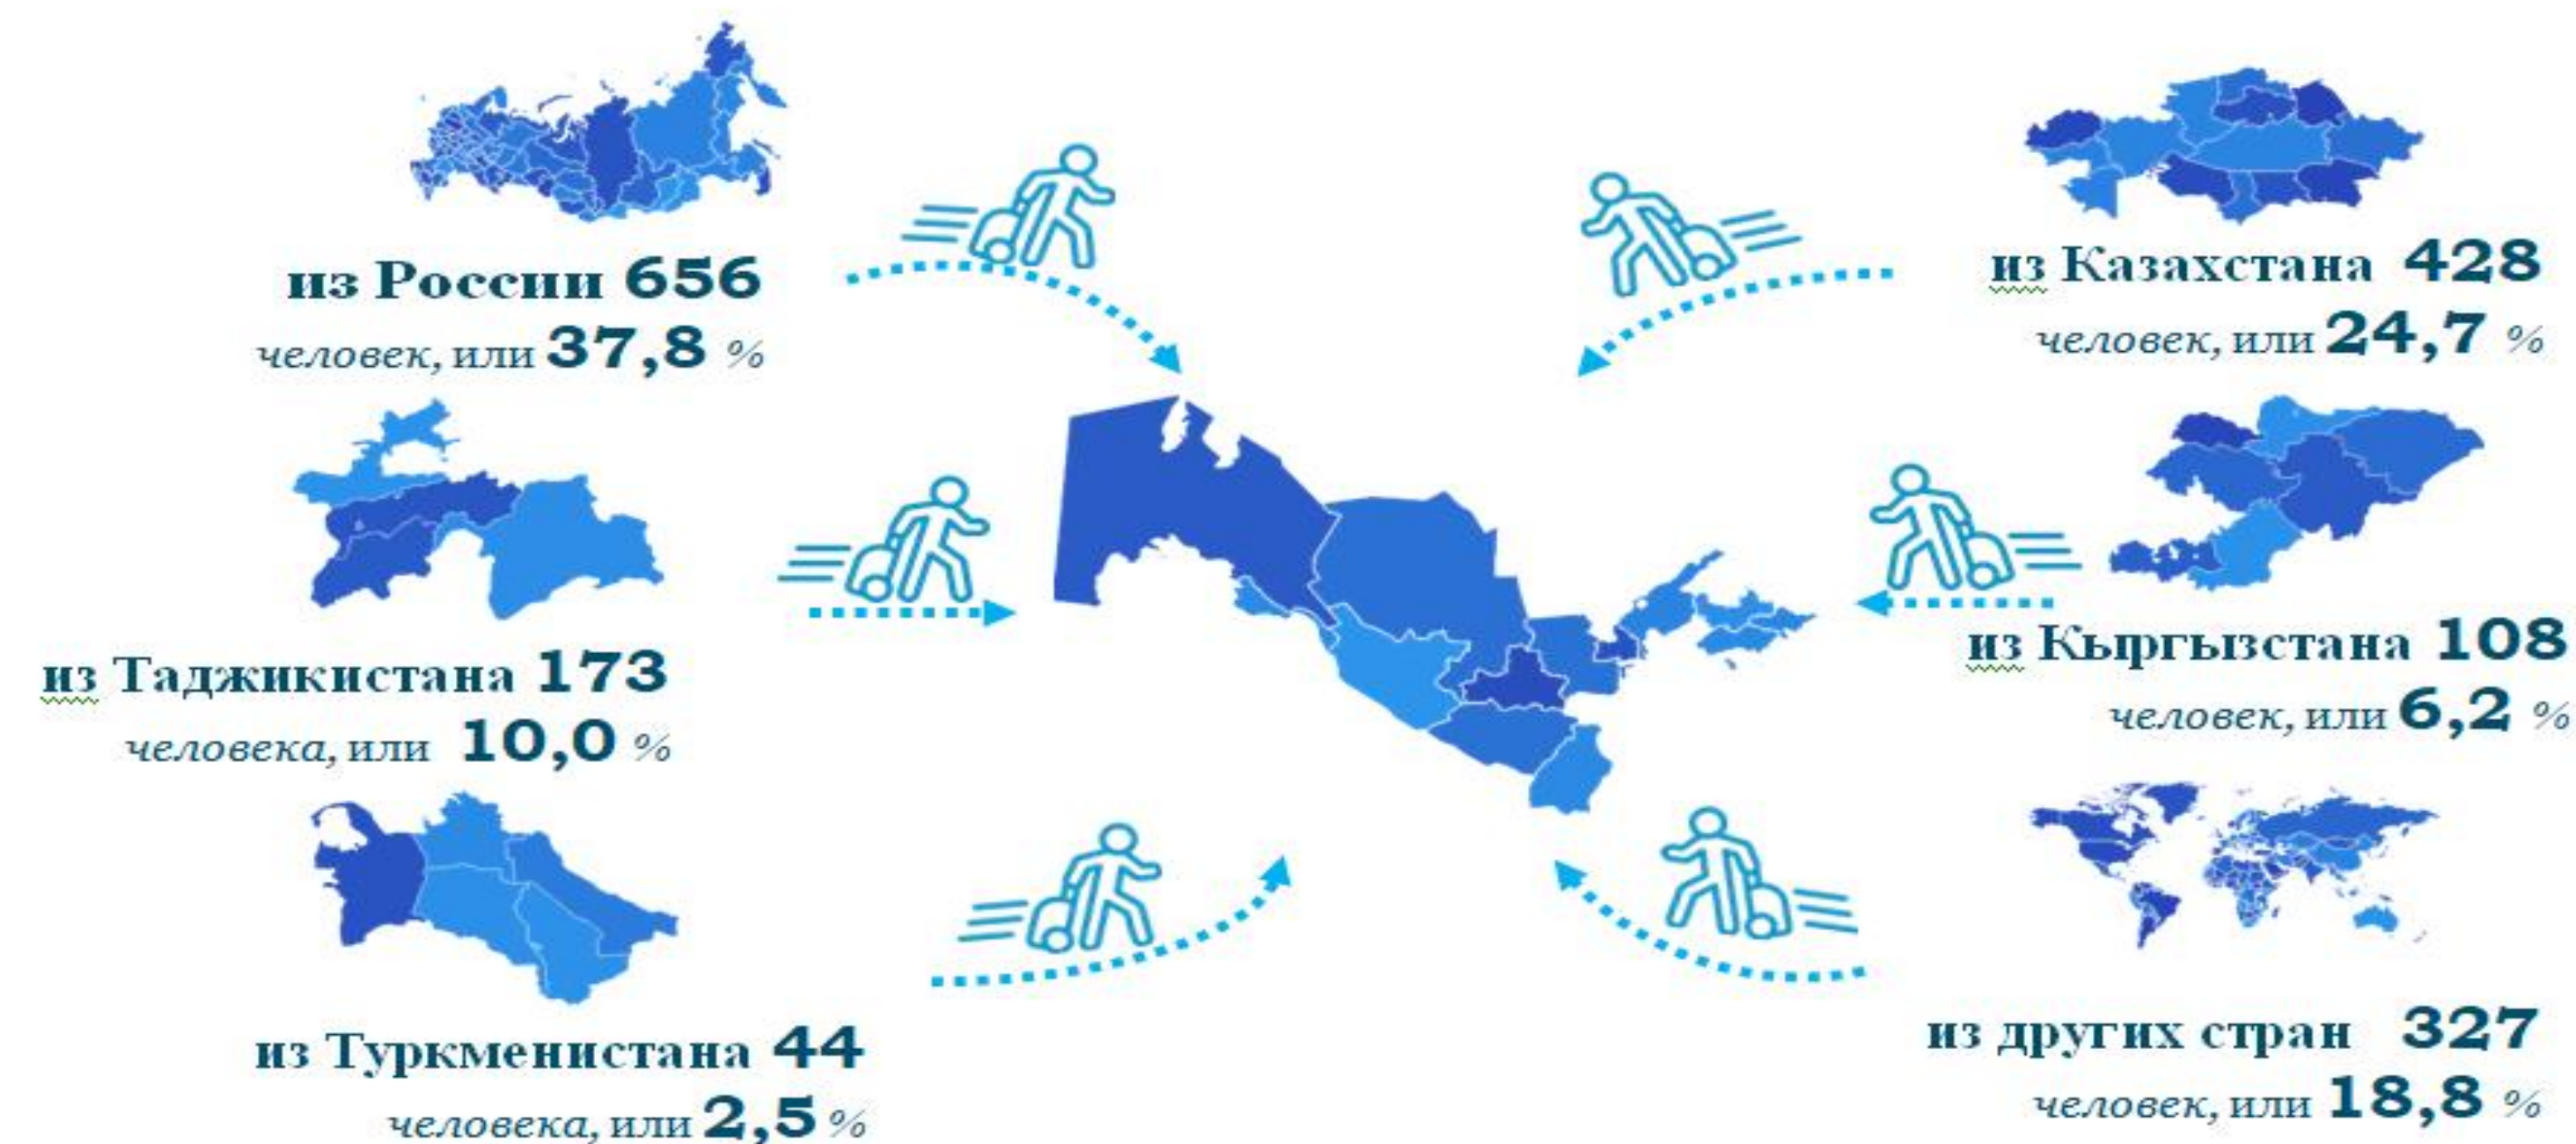 из России 656
человек, или 37,8 %
из Казахстана 428
человек, или 24,7 %
из Таджикистана 173
человека, или 10,0 %
из Кыргызстана 108
человек, или 6,2 %
из Туркменистана 44
человека, или 2,5 %
из других стран 327
человек, или 18,8 %